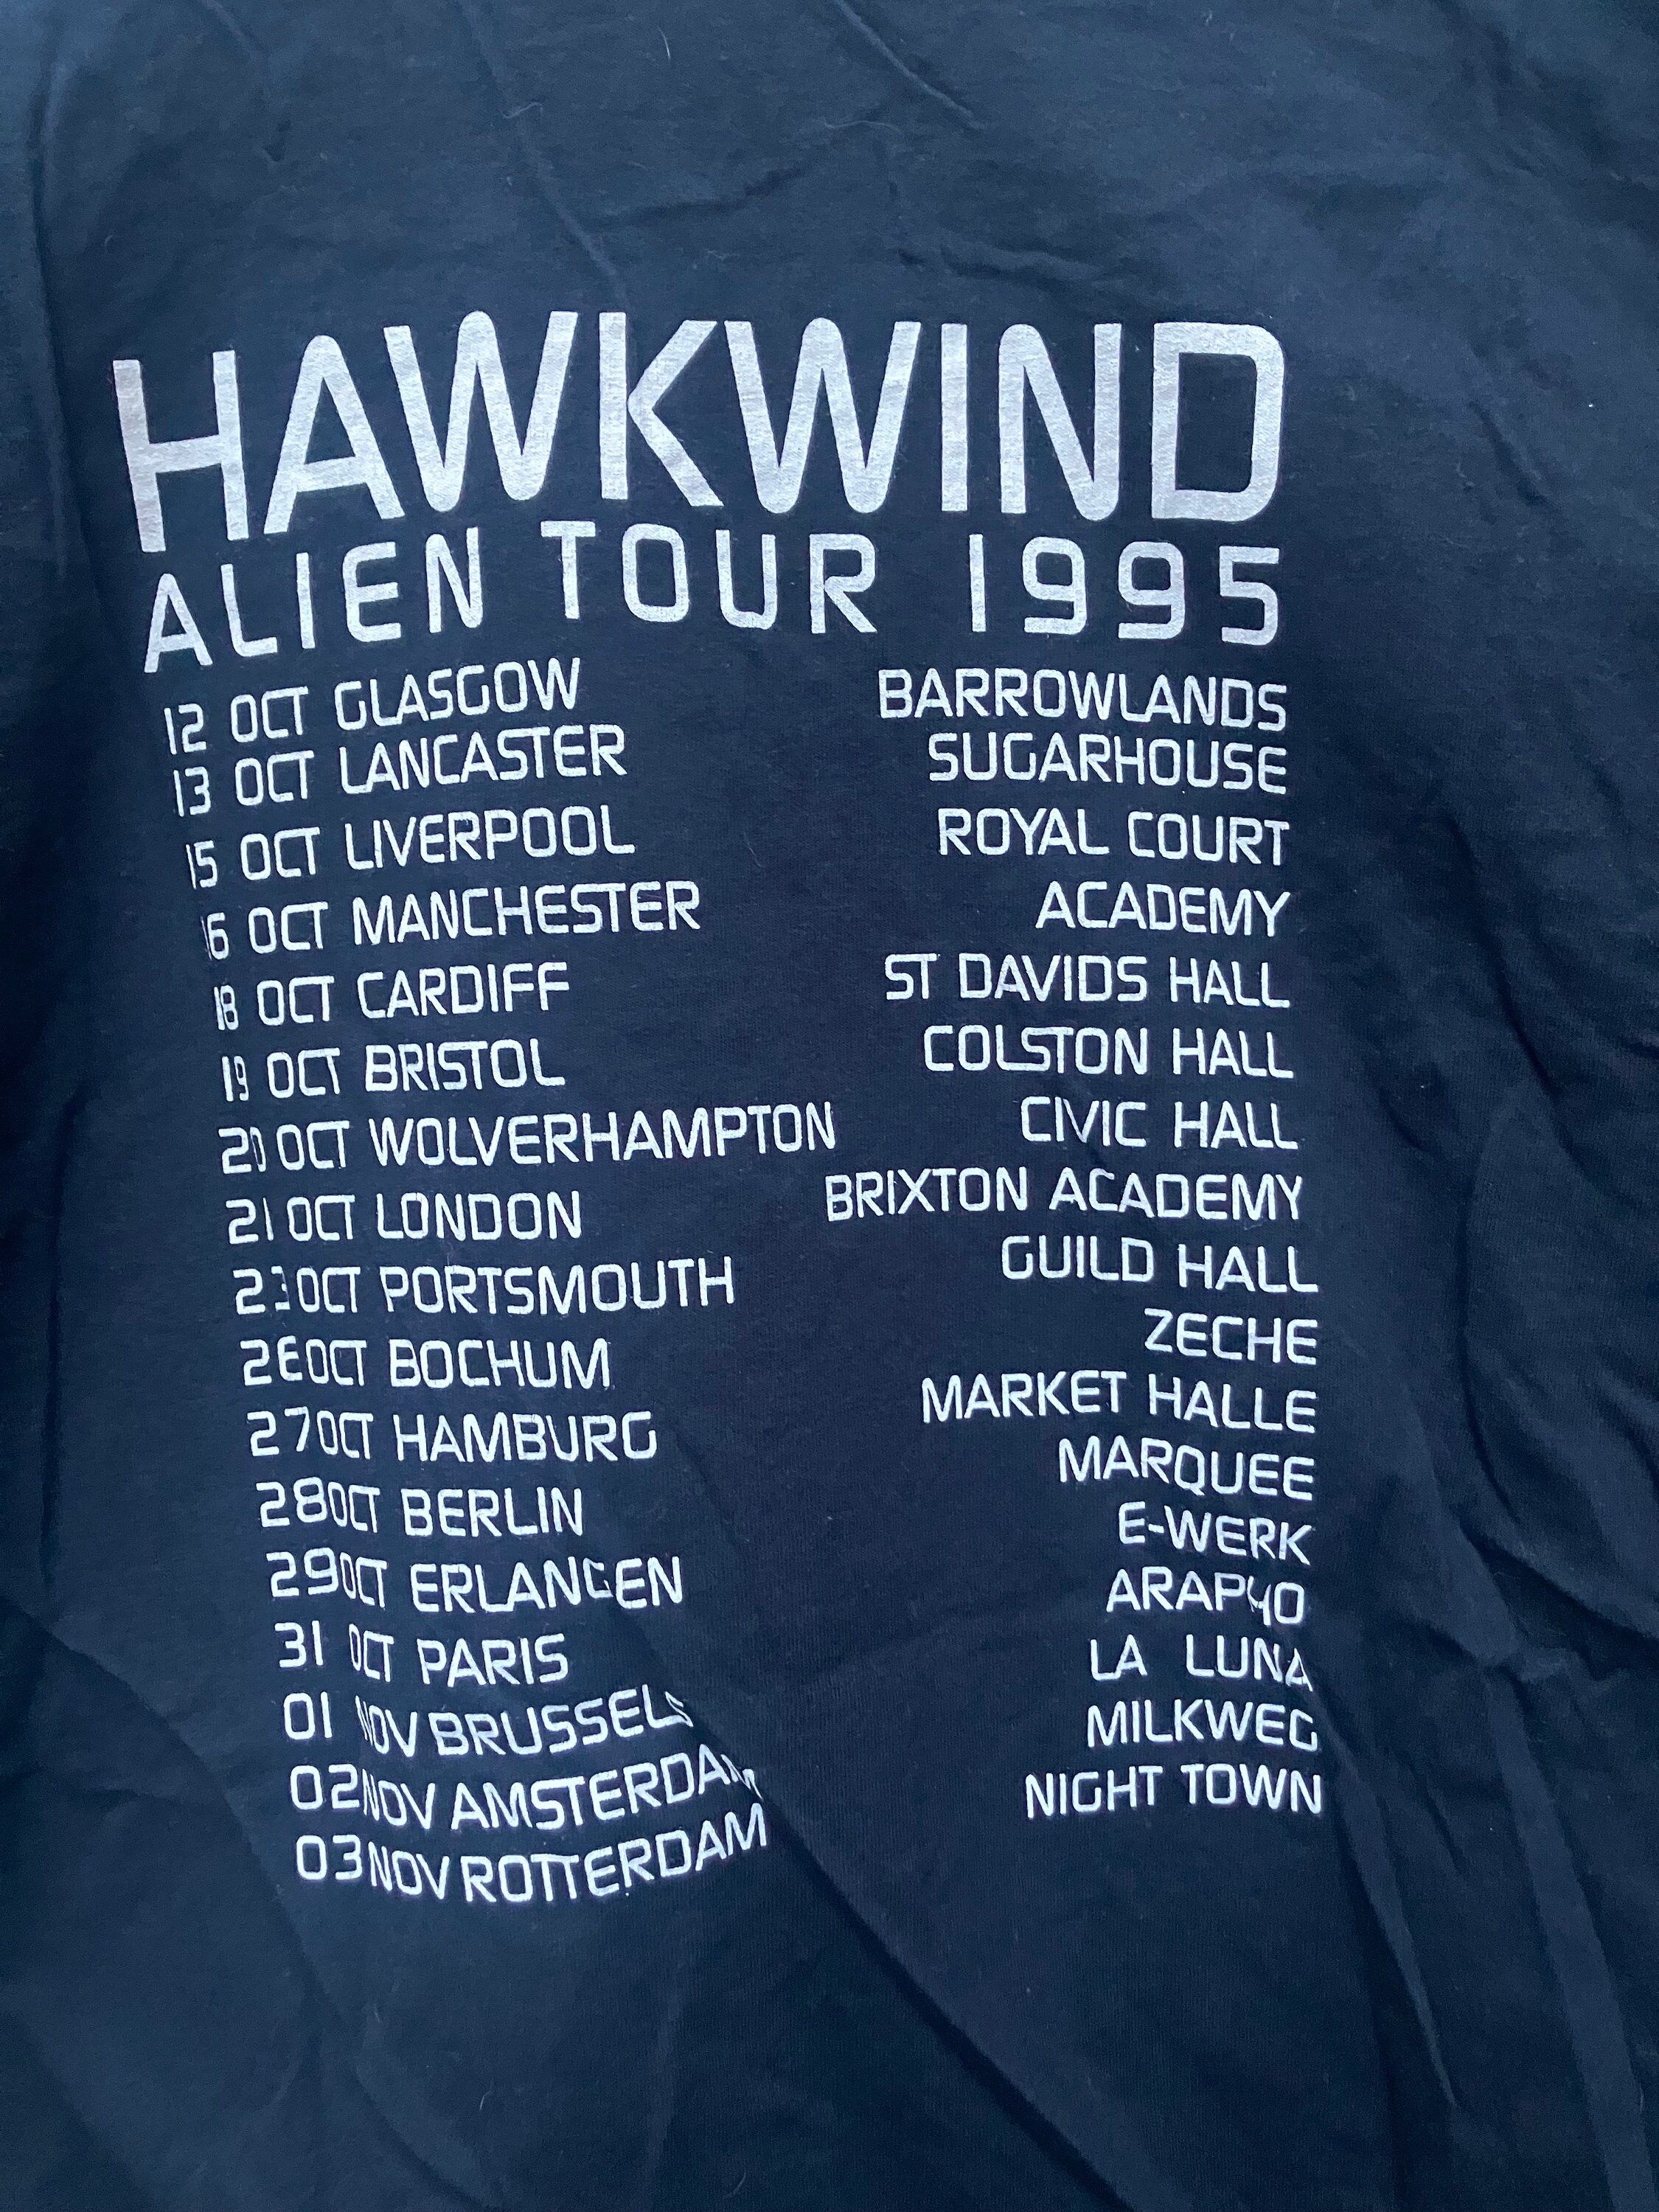 HAWKWIND
ALIEN TOUR 1995
12 OCT GLASGOW BARROWLANDS
13 OCT LANCASTER SUGARHOUSE
15 OCT LIVERPOOL ROYAL COURT
16 OCT MANCHESTER ACADEMY
18 OCT CARDIFF ST DAVIDS HALL
19 OCT BRISTOL COLSTON HALL
20 OCT WOLVERHAMPTON CIVIC HALL
21 OCT LONDON BRIXTON ACADEMY
23 OCT PORTSMOUTH GUILD HALL
26 OCT BOCHUM ZECHE
27 OCT HAMBURG MARKET HALLE
28 OCT BERLIN MARQUEE
29 OCT ERLANGEN E-WERK
31 OCT PARIS ARAPHO
01 NOV BRUSSELS LA LUNA
02 NOV AMSTERDAM MILKWEG
03 NOV ROTTERDAM NIGHT TOWN